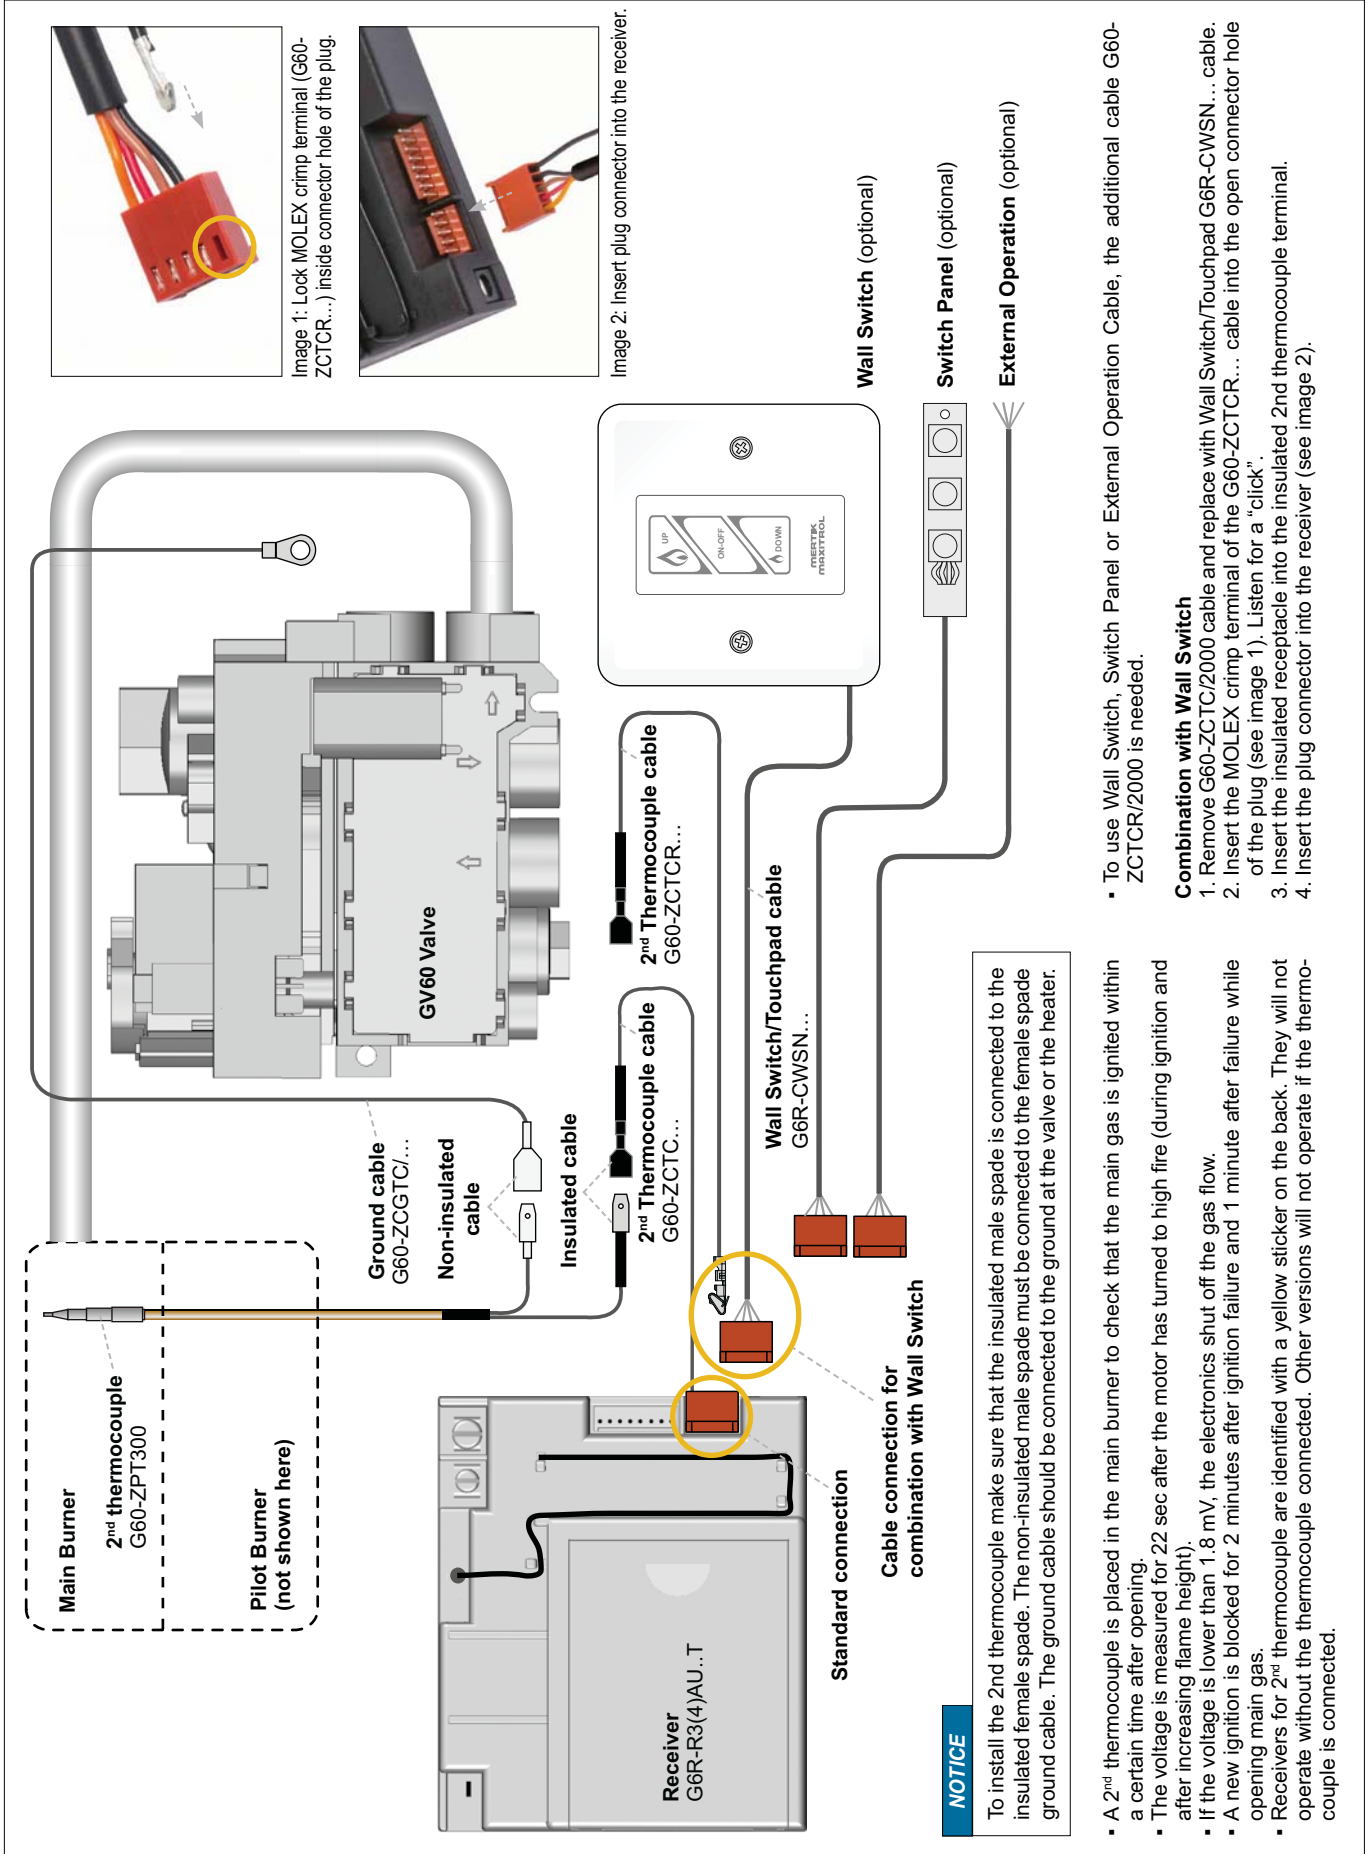 Main Burner
2nd thermocouple
G60-ZPT300
Pilot Burner
(not shown here)
Ground cable
G60-ZCGTC/...
Non-insulated
cable
Insulated cable
2nd Thermocouple cable
G60-ZCTC...
GV60 Valve
2nd Thermocouple cable
G60-ZCTCR...
Wall Switch/Touchpad cable
G6R-CWSN...
UP
ON-OFF
DOWN
MERTIK
MAXITROL
Image 1: Lock MOLEX crimp terminal (G60-
ZCTCR...) inside connector hole of the plug.
Image 2: Insert plug connector into the receiver.
Wall Switch (optional)
Switch Panel (optional)
External Operation (optional)
Receiver
G6R-R3(4)AU..T
Standard connection
Cable connection for
combination with Wall Switch
NOTICE
To install the 2nd thermocouple make sure that the insulated male spade is connected to the
insulated female spade. The non-insulated male spade must be connected to the female spade
ground cable. The ground cable should be connected to the ground at the valve or the heater.
▪ A 2nd thermocouple is placed in the main burner to check that the main gas is ignited within
a certain time after opening.
▪ The voltage is measured for 22 sec after the motor has turned to high fire (during ignition and
after increasing flame height).
▪ If the voltage is lower than 1.8 mV, the electronics shut off the gas flow.
▪ A new ignition is blocked for 2 minutes after ignition failure and 1 minute after failure while
opening main gas.
▪ Receivers for 2nd thermocouple are identified with a yellow sticker on the back. They will not
operate without the thermocouple connected. Other versions will not operate if the thermo-
couple is connected.
▪ To use Wall Switch, Switch Panel or External Operation Cable, the additional cable G60-
ZCTCR/2000 is needed.
Combination with Wall Switch
1. Remove G60-ZCTC/2000 cable and replace with Wall Switch/Touchpad G6R-CWSN... cable.
2. Insert the MOLEX crimp terminal of the G60-ZCTCR... cable into the open connector hole
of the plug (see image 1). Listen for a “click”.
3. Insert the insulated receptacle into the insulated 2nd thermocouple terminal.
4. Insert the plug connector into the receiver (see image 2).